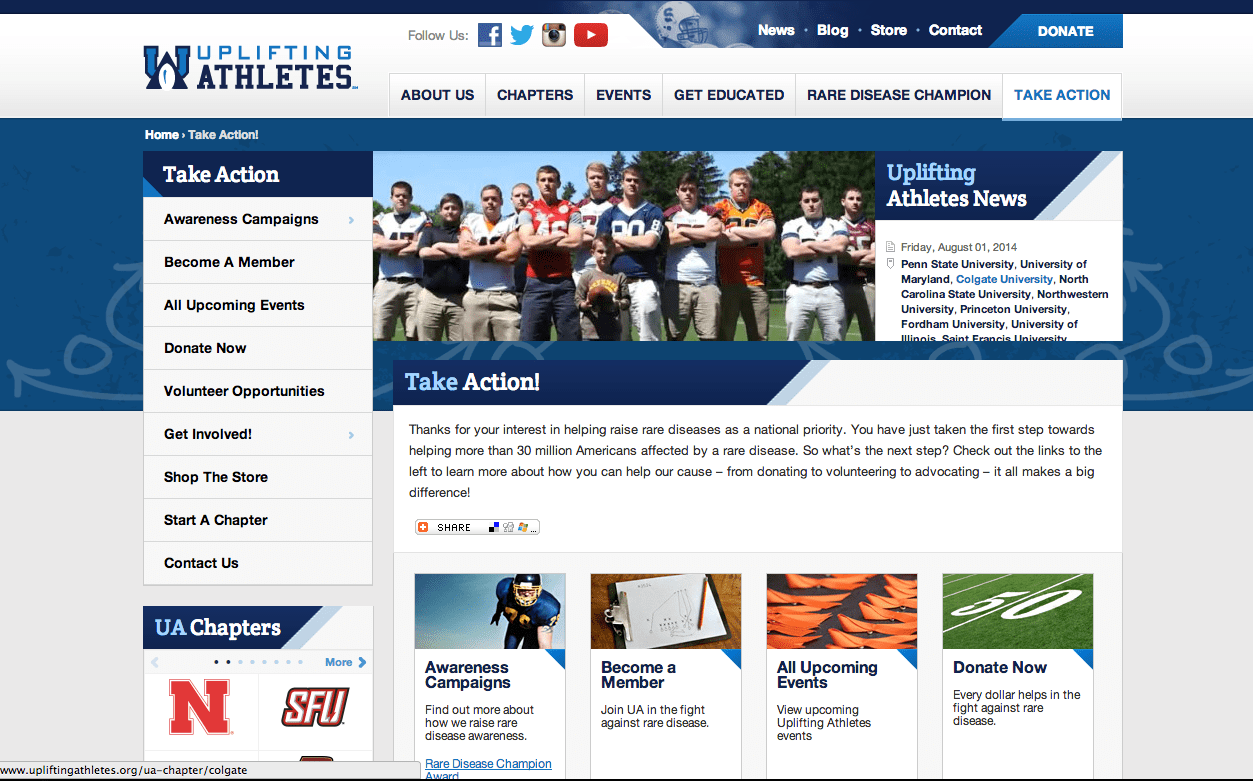 Follow Us:
News • Blog • Store • Contact
DONATE
UPLIFTING
ATHETES
ABOUT US
CHAPTERS
EVENTS
GET EDUCATED
RARE DISEASE CHAMPION
TAKE ACTION
Home › Take Action!
Take Action
Awareness Campaigns
Become A Member
All Upcoming Events
Donate Now
Volunteer Opportunities
Get Involved!
Shop The Store
Start A Chapter
Contact Us
UA Chapters
More
N
SFU
www.upliftingathletes.org/ua-chapter/colgate
80
Uplifting
Athletes News
Friday, August 01, 2014
Penn State University, University of
Maryland, Colgate University, North
Carolina State University, Northwestern
University, Princeton University,
Fordham University, University of
Illinois, Saint Francis University,
Take Action!
Thanks for your interest in helping raise rare diseases as a national priority. You have just taken the first step towards
helping more than 30 million Americans affected by a rare disease. So what's the next step? Check out the links to the
left to learn more about how you can help our cause – from donating to volunteering to advocating – it all makes a big
difference!
SHARE
...
Awareness
Campaigns
Find out more about
how we raise rare
disease awareness.
Rare Disease Champion
Award
Become a
Member
Join UA in the fight
against rare disease.
All Upcoming
Events
View upcoming
Uplifting Athletes
events
50
Donate Now
Every dollar helps in the
fight against rare
disease.